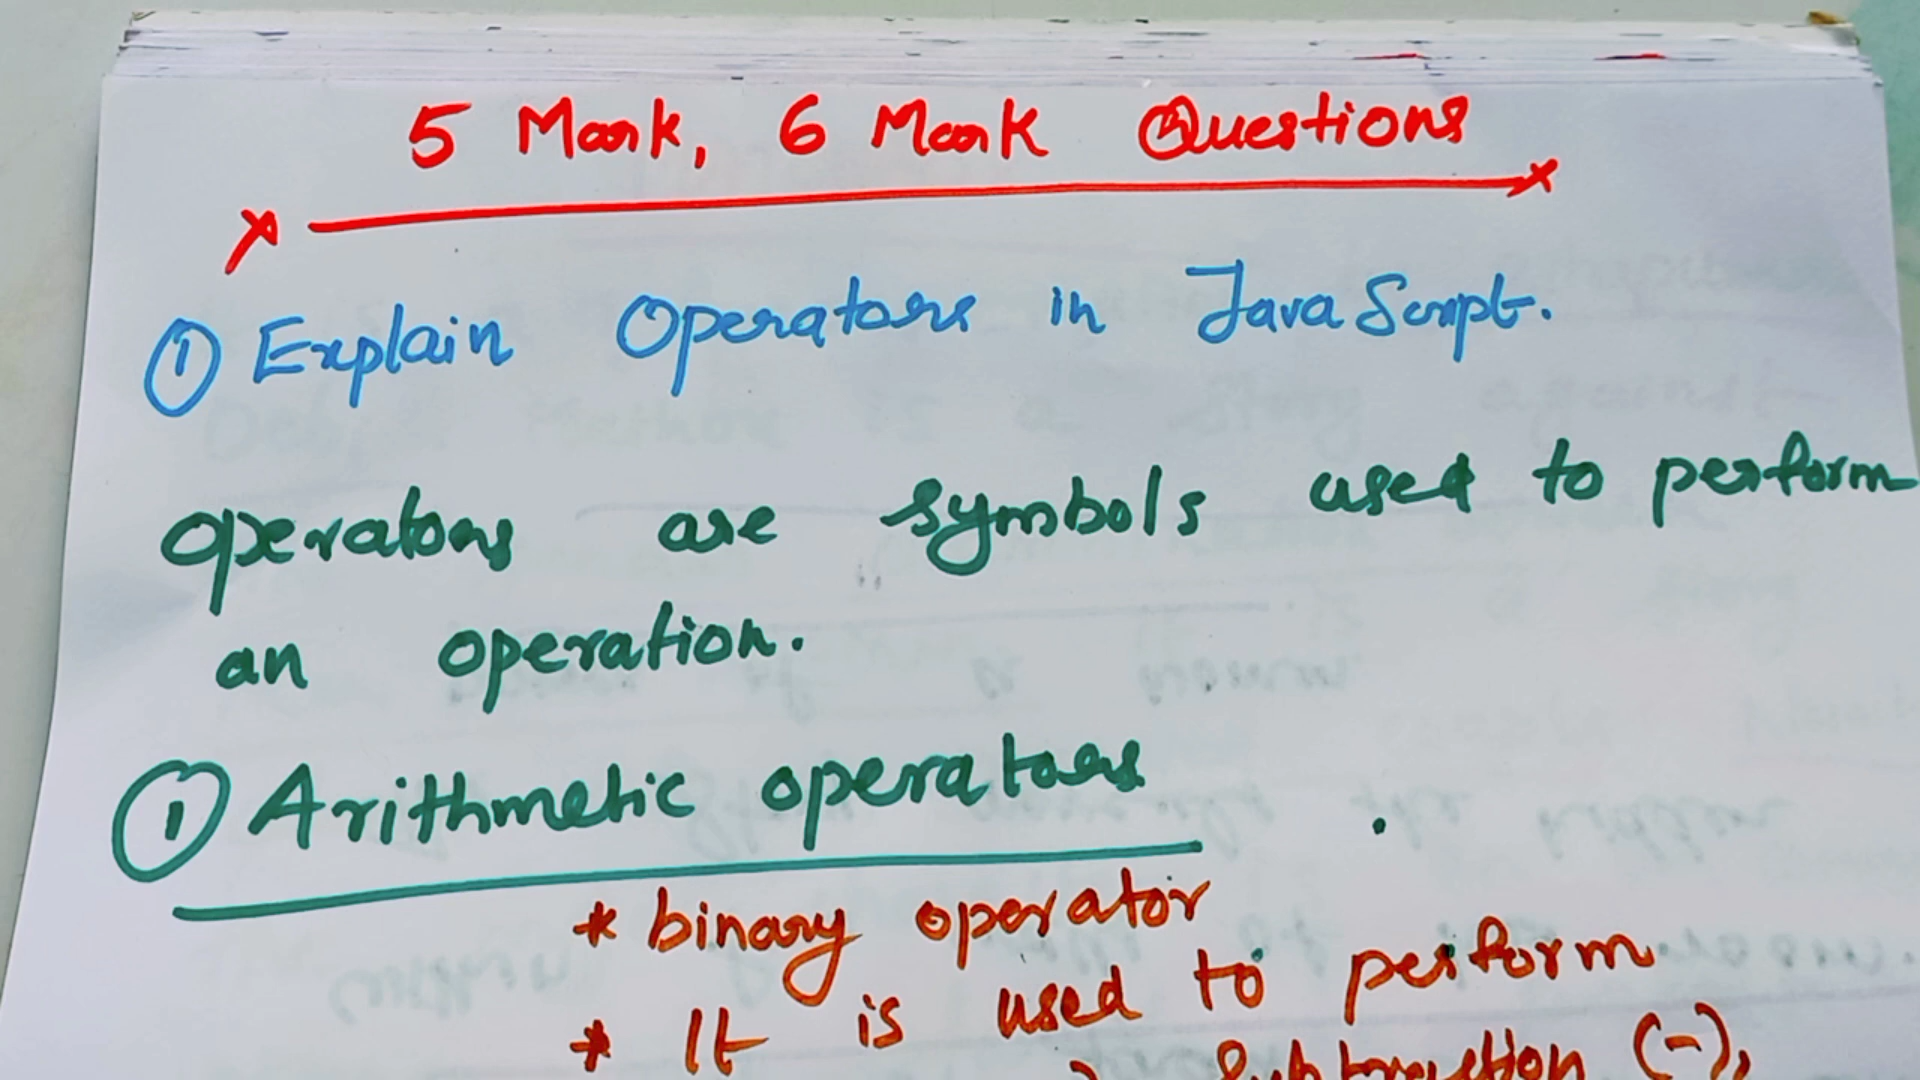 5 Mark, 6 Mark Questions
① Explain Operators in JavaScript.
operators are symbols used to perform
an operation.
① Arithmetic operators
* binary operator
* It is used to perform
Subtraction (-),